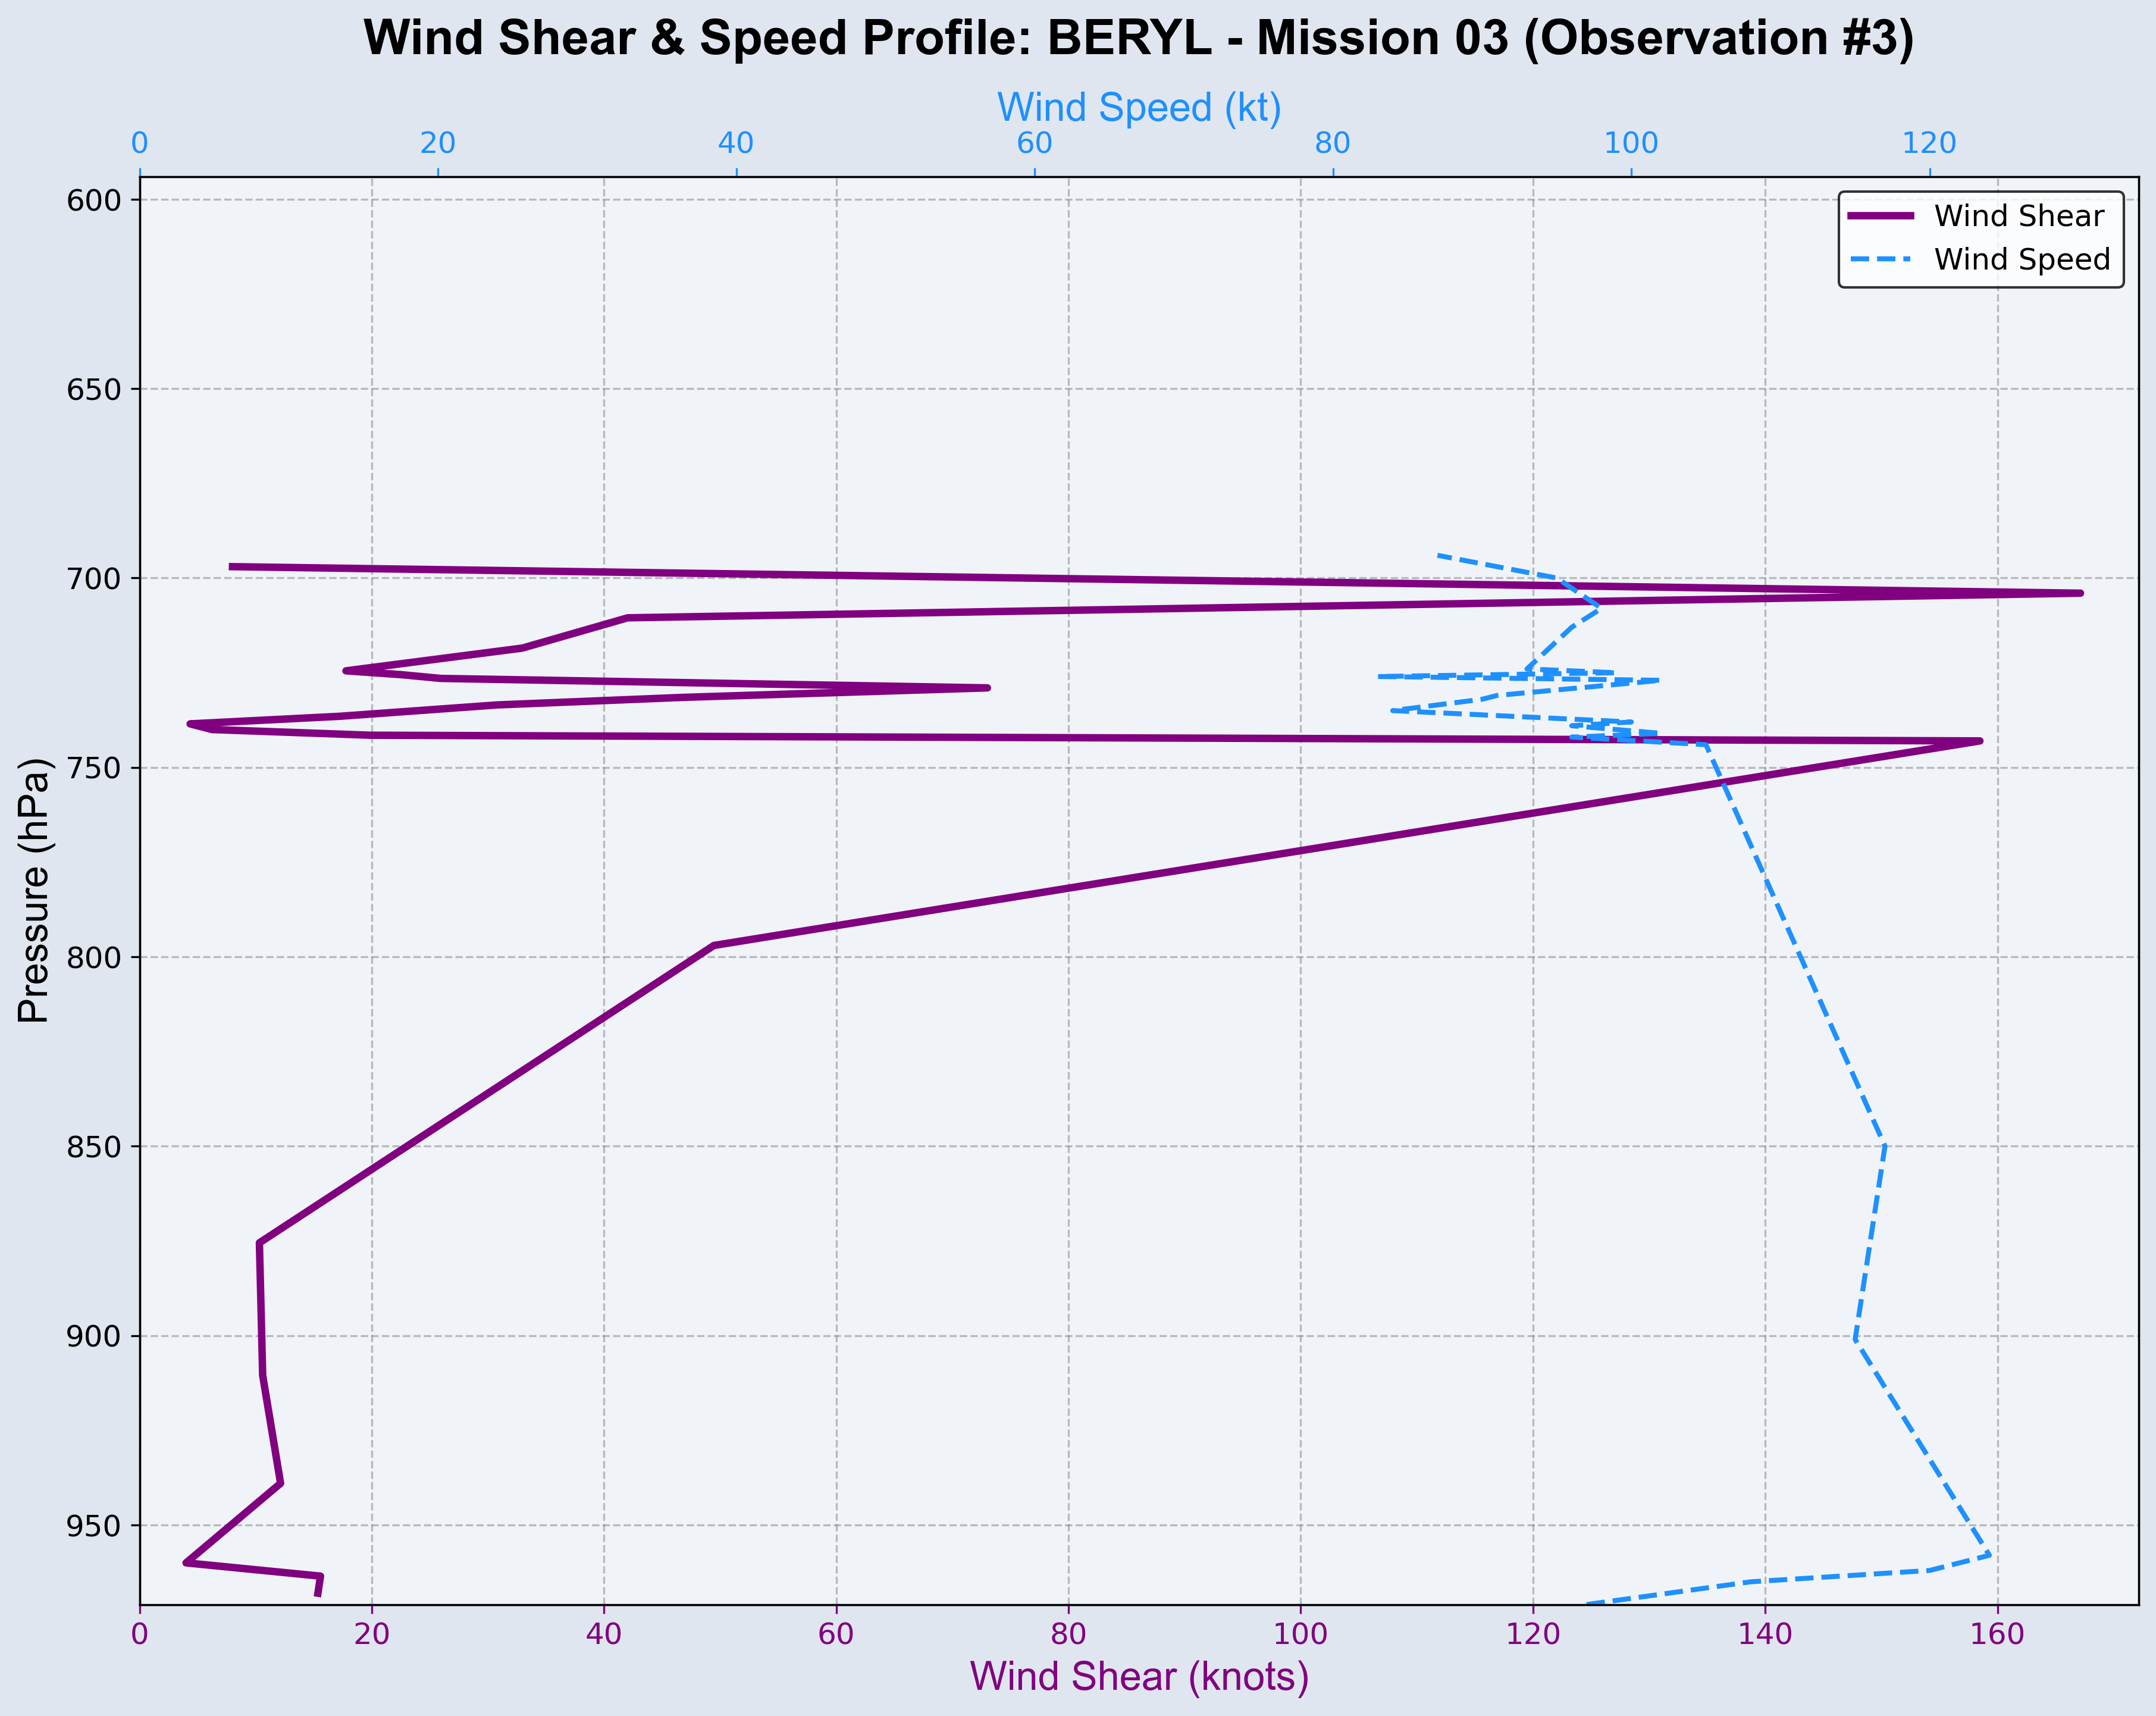 Wind Shear & Speed Profile: BERYL - Mission 03 (Observation #3)
Wind Speed (kt)
0 20 40 60 80 100 120
Wind Shear
Wind Speed
600
650
700
750
800
850
900
950
Pressure (hPa)
0 20 40 60 80 100 120 140 160
Wind Shear (knots)